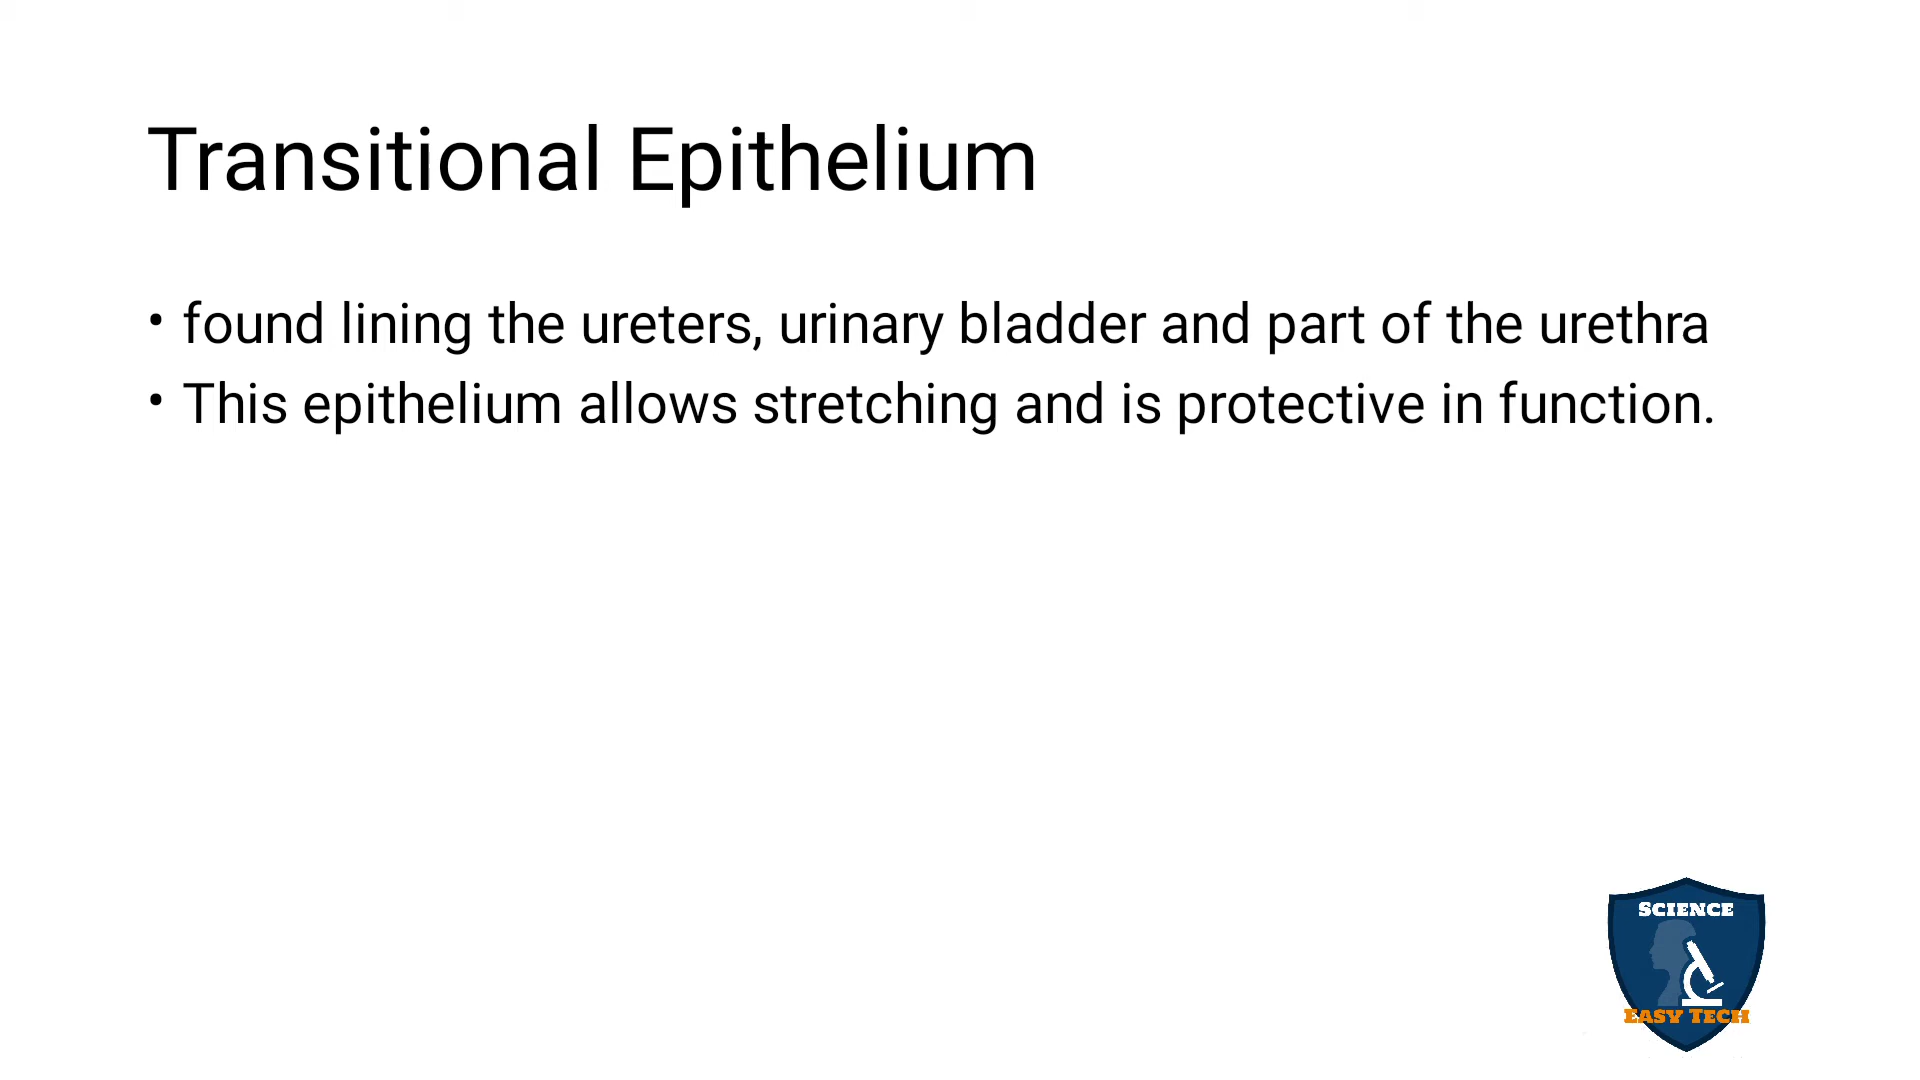 Transitional Epithelium
• found lining the ureters, urinary bladder and part of the urethra
• This epithelium allows stretching and is protective in function.
SCIENCE
EASY TECH